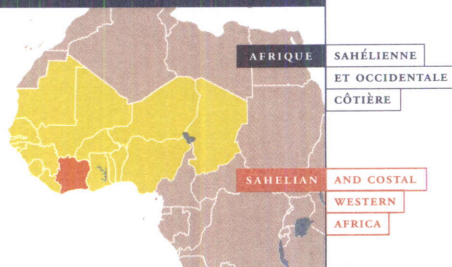 AFRIQUE SAHÉLIENNE
ET OCCIDENTALE
CÔTIÈRE
SAHELIAN AND COSTAL
WESTERN
AFRICA